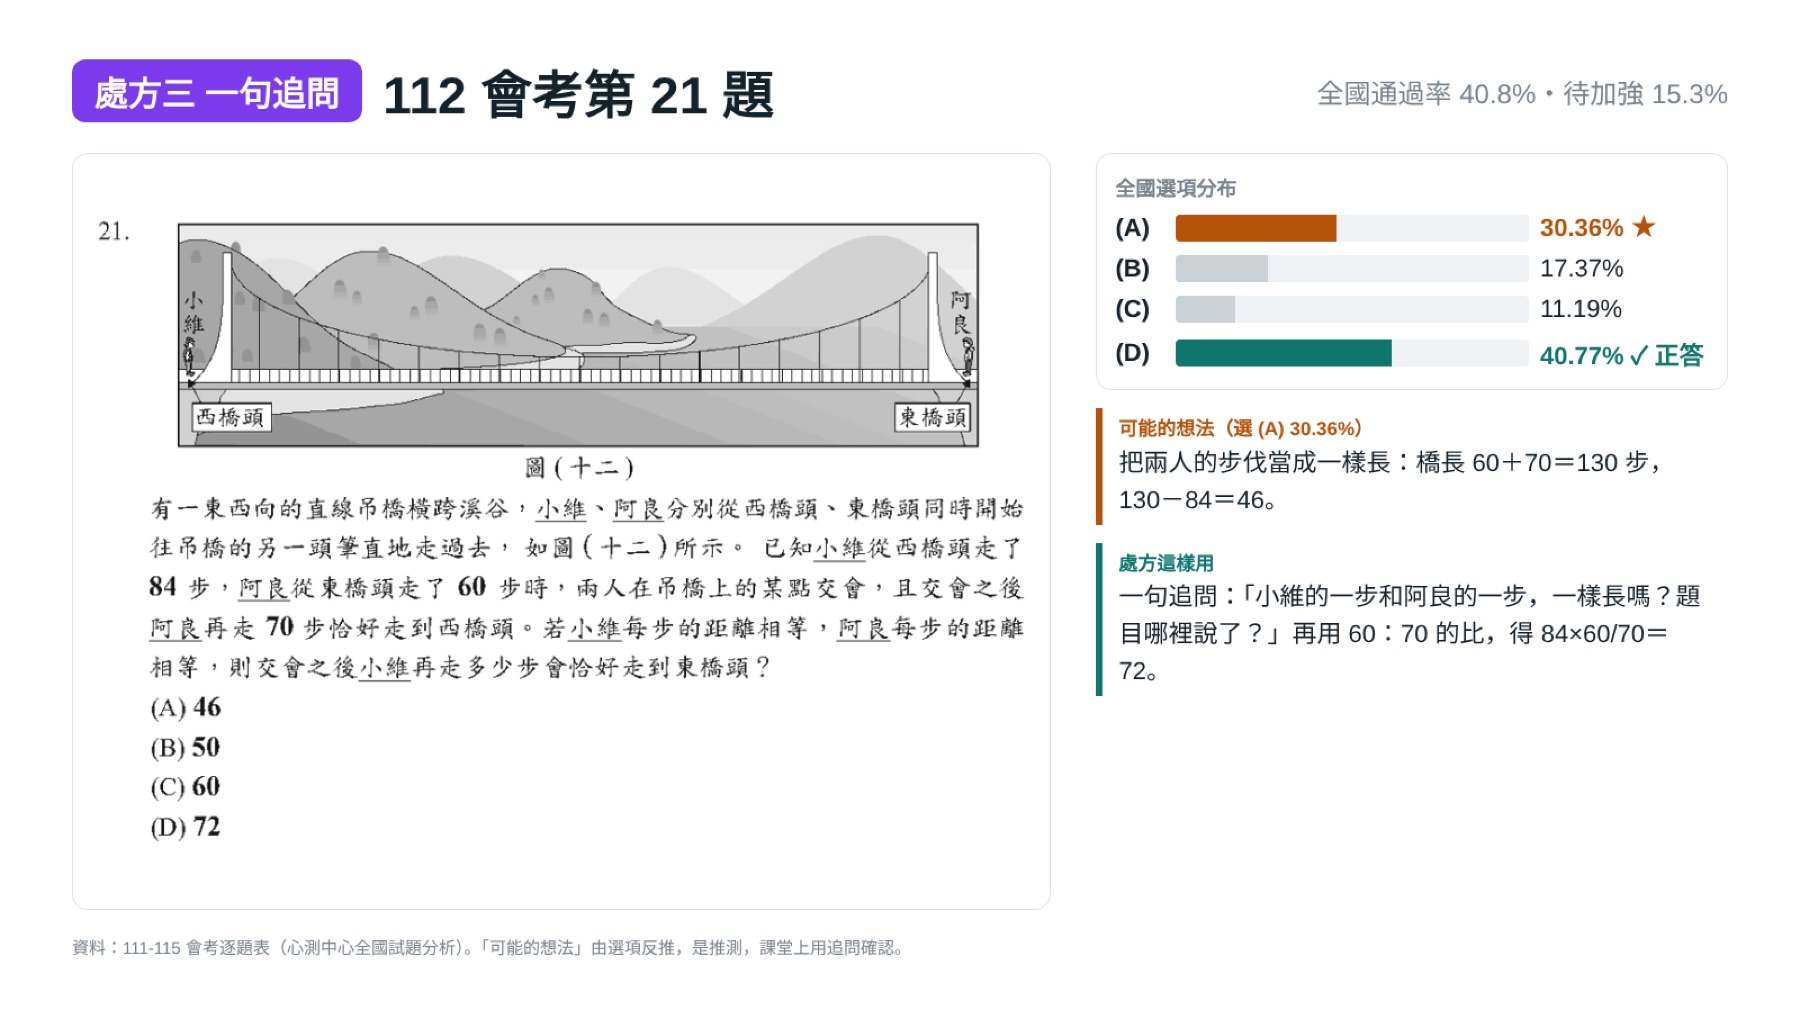 處方三 一句追問
112 會考第 21 題
全國通過率 40.8%・待加強 15.3%
21.
小維
阿良
西橋頭
東橋頭
圖(十二)
有一東西向的直線吊橋橫跨溪谷，小維、阿良分別從西橋頭、東橋頭同時開始
往吊橋的另一頭筆直地走過去，如圖(十二)所示。已知小維從西橋頭走了
84 步，阿良從東橋頭走了 60 步時，兩人在吊橋上的某點交會，且交會之後
阿良再走 70 步恰好走到西橋頭。若小維每步的距離相等，阿良每步的距離
相等，則交會之後小維再走多少步會恰好走到東橋頭？
(A) 46
(B) 50
(C) 60
(D) 72
全國選項分布
(A) 30.36% ★
(B) 17.37%
(C) 11.19%
(D) 40.77% ✓ 正答
可能的想法（選 (A) 30.36%）
把兩人的步伐當成一樣長：橋長 60＋70＝130 步，
130－84＝46。
處方這樣用
一句追問：「小維的一步和阿良的一步，一樣長嗎？題
目哪裡說了？」再用 60：70 的比，得 84×60/70＝
72。
資料：111-115 會考逐題表（心測中心全國試題分析）。「可能的想法」由選項反推，是推測，課堂上用追問確認。